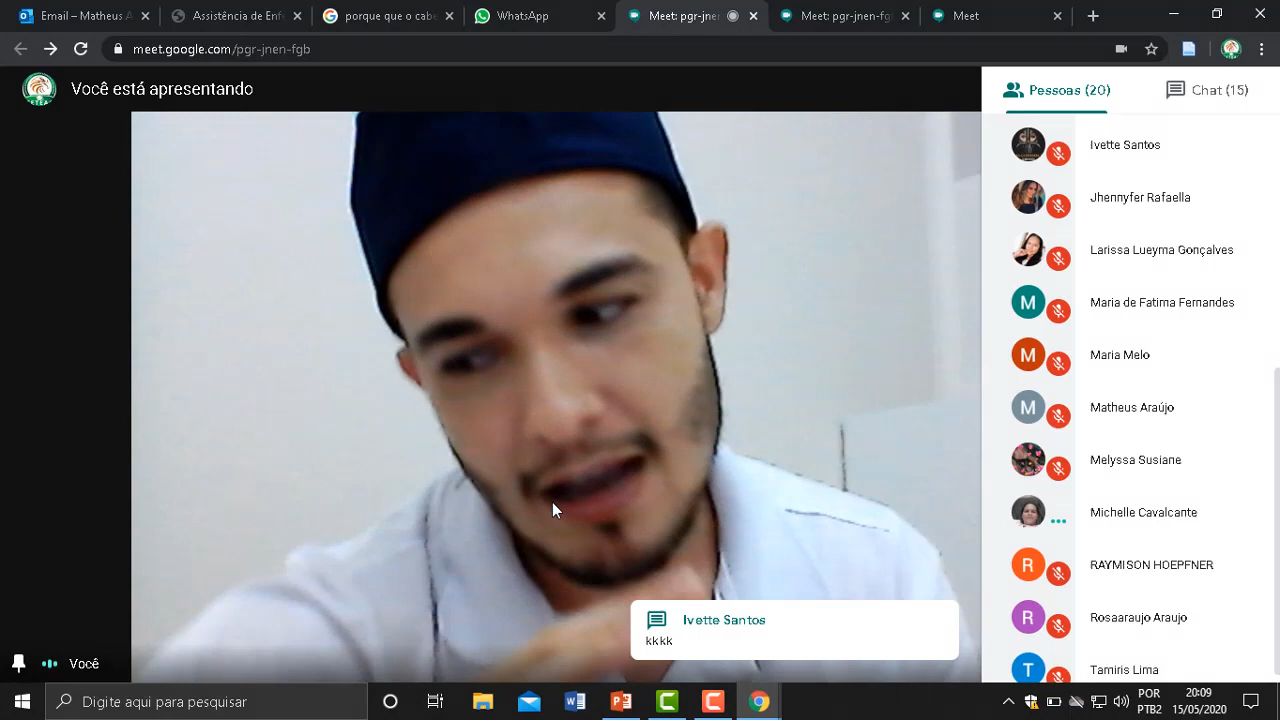 Email – Matheus A
Assistência de Enf
porque que o cabe
WhatsApp
Meet: pgr-jnen
Meet: pgr-jnen-fg
Meet
meet.google.com/pgr-jnen-fgb
Você está apresentando
Pessoas (20)
Chat (15)
Ivette Santos
Jhennyfer Rafaella
Larissa Lueyma Gonçalves
M Maria de Fatima Fernandes
M Maria Melo
M Matheus Araújo
Melyssa Susiane
Michelle Cavalcante
R RAYMISON HOEPFNER
R Rosaaraujo Araujo
T Tamiris Lima
Ivette Santos
kkkk
Você
Digite aqui para pesquisar
POR
PTB2
20:09
15/05/2020